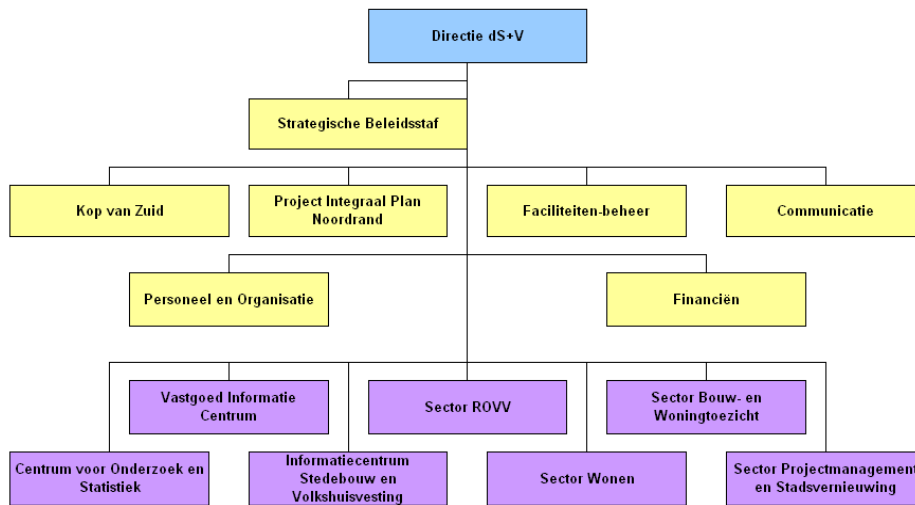 Directie dS+V
Strategische Beleidsstaf
Kop van Zuid
Project Integraal Plan
Noordrand
Faciliteiten-beheer
Communicatie
Personeel en Organisatie
Financiën
Vastgoed Informatie
Centrum
Sector ROVV
Sector Bouw- en
Woningtoezicht
Centrum voor Onderzoek en
Statistiek
Informatiecentrum
Stedebouw en
Volkshuisvesting
Sector Wonen
Sector Projectmanagement
en Stadsvernieuwing